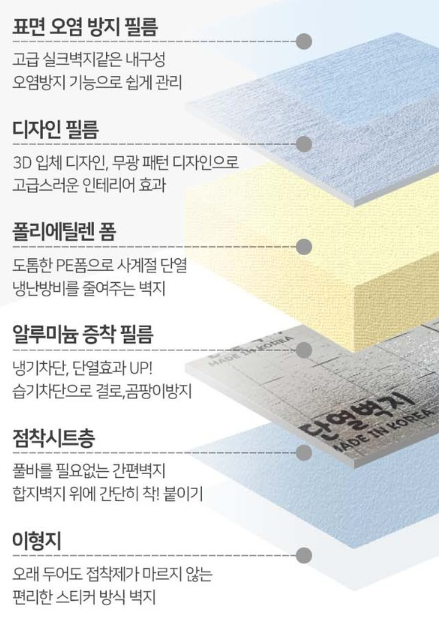 표면 오염 방지 필름
고급 실크벽지같은 내구성
오염방지 기능으로 쉽게 관리
디자인 필름
3D 입체 디자인, 무광 패턴 디자인으로
고급스러운 인테리어 효과
폴리에틸렌 폼
도톰한 PE폼으로 사계절 단열
냉난방비를 줄여주는 벽지
MADE IN KOREA
알루미늄 증착 필름
냉기차단, 단열효과 UP!
습기차단으로 결로,곰팡이방지
단열벽지
MADE IN KOREA
점착시트층
풀바를 필요없는 간편벽지
합지벽지 위에 간단히 착! 붙이기
이형지
오래 두어도 접착제가 마르지 않는
편리한 스티커 방식 벽지